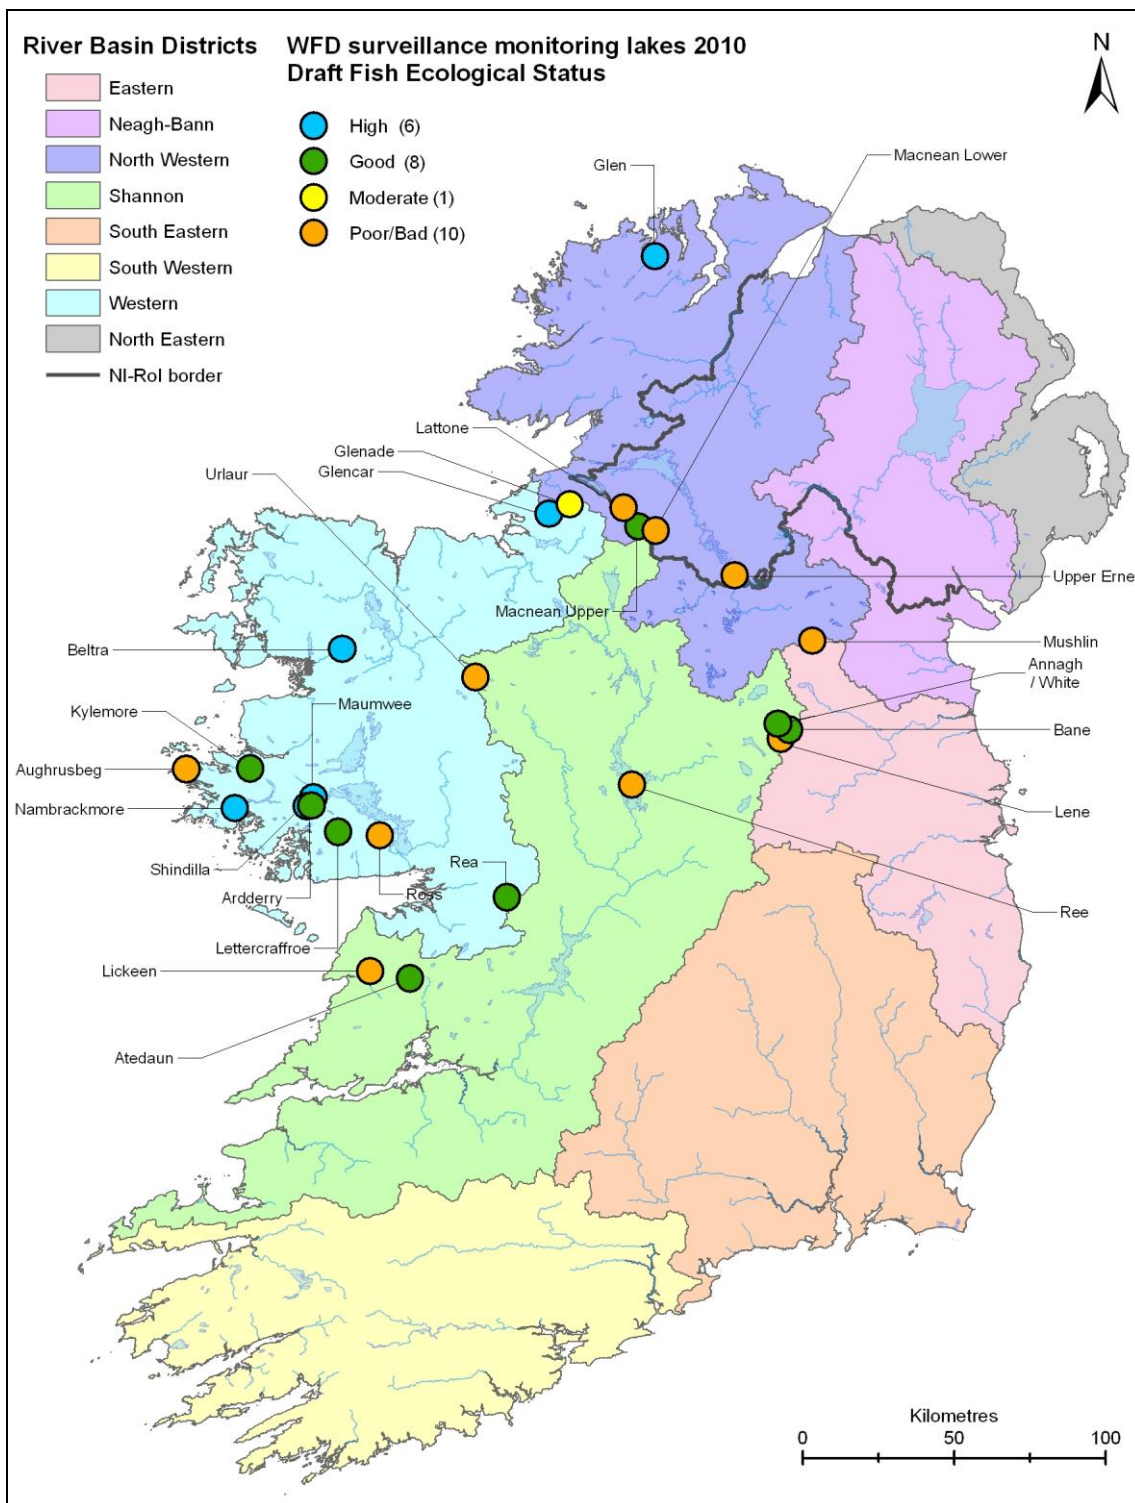 River Basin Districts
Eastern
Neagh-Bann
North Western
Shannon
South Eastern
South Western
Western
North Eastern
NI-RoI border
WFD surveillance monitoring lakes 2010
Draft Fish Ecological Status
High (6)
Good (8)
Moderate (1)
Poor/Bad (10)
N
Macnean Lower
Glen
Lattone
Glenade
Glencar
Urlaur
Macnean Upper
Upper Erne
Mushlin
Annagh
/ White
Bane
Lene
Ree
Beltra
Kylemore
Maumwee
Aughrusbeg
Nambrackmore
Shindilla
Ardderry
Ross
Rea
Lettercraffroe
Lickeen
Atedaun
Kilometres
0 50 100